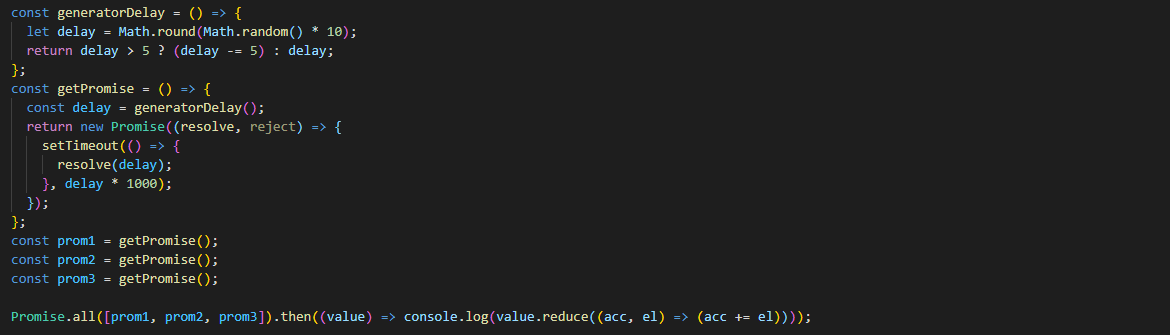 const generatorDelay = () => {
  let delay = Math.round(Math.random() * 10);
  return delay > 5 ? (delay -= 5) : delay;
};
const getPromise = () => {
  const delay = generatorDelay();
  return new Promise((resolve, reject) => {
    setTimeout(() => {
      resolve(delay);
    }, delay * 1000);
  });
};
const prom1 = getPromise();
const prom2 = getPromise();
const prom3 = getPromise();

Promise.all([prom1, prom2, prom3]).then((value) => console.log(value.reduce((acc, el) => (acc += el))));